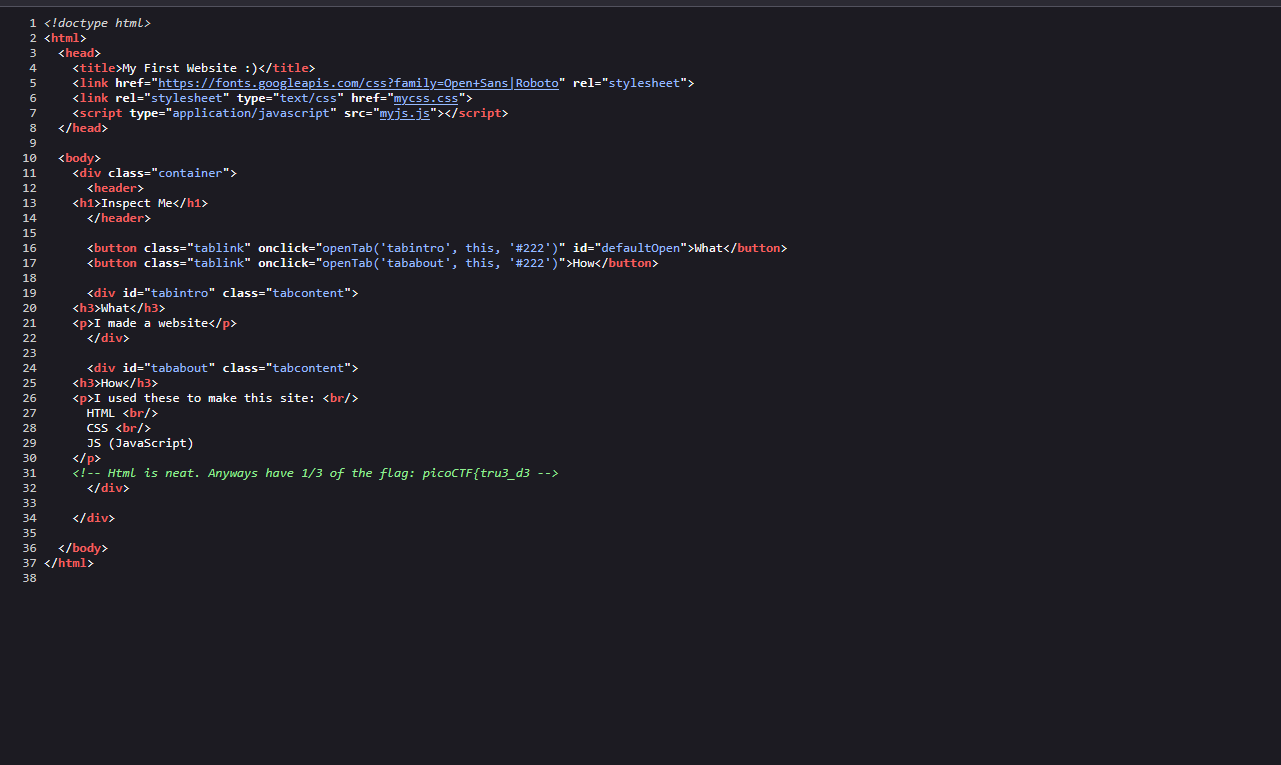 1 <!doctype html>
2 <html>
3   <head>
4     <title>My First Website :)</title>
5     <link href="https://fonts.googleapis.com/css?family=Open+Sans|Roboto" rel="stylesheet">
6     <link rel="stylesheet" type="text/css" href="mycss.css">
7     <script type="application/javascript" src="myjs.js"></script>
8   </head>
9
10   <body>
11     <div class="container">
12       <header>
13     <h1>Inspect Me</h1>
14       </header>
15
16       <button class="tablink" onclick="openTab('tabintro', this, '#222')" id="defaultOpen">What</button>
17       <button class="tablink" onclick="openTab('tababout', this, '#222')">How</button>
18
19       <div id="tabintro" class="tabcontent">
20     <h3>What</h3>
21     <p>I made a website</p>
22       </div>
23
24       <div id="tababout" class="tabcontent">
25     <h3>How</h3>
26     <p>I used these to make this site: <br/>
27       HTML <br/>
28       CSS <br/>
29       JS (JavaScript)
30     </p>
31     <!-- Html is neat. Anyways have 1/3 of the flag: picoCTF{tru3_d3 -->
32       </div>
33
34     </div>
35
36   </body>
37 </html>
38